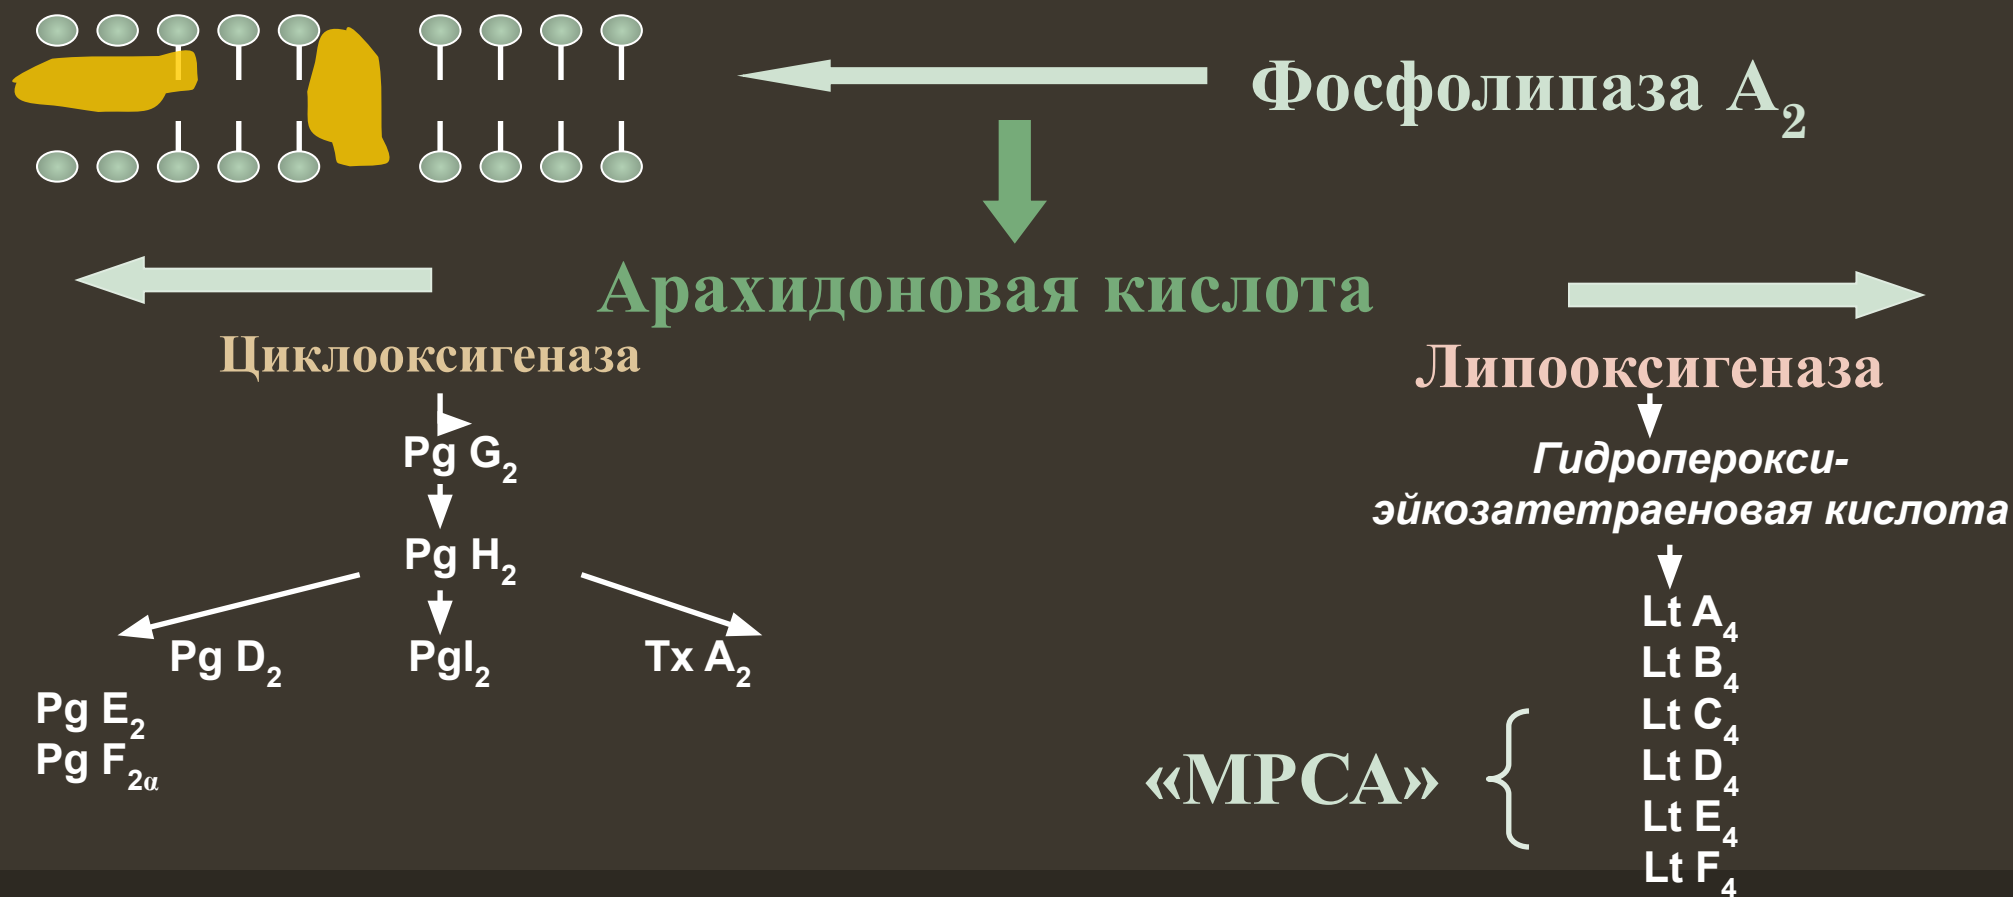 Фосфолипаза А₂
Арахидоновая кислота
Циклооксигеназа
Липооксигеназа
Pg G₂
Гидроперокси-
эйкозатетраеновая кислота
Pg H₂
Pg D₂
PgI₂
Tx A₂
Pg E₂
Pg F₂α
Lt A₄
Lt B₄
Lt C₄
Lt D₄
Lt E₄
Lt F₄
«МРСА»